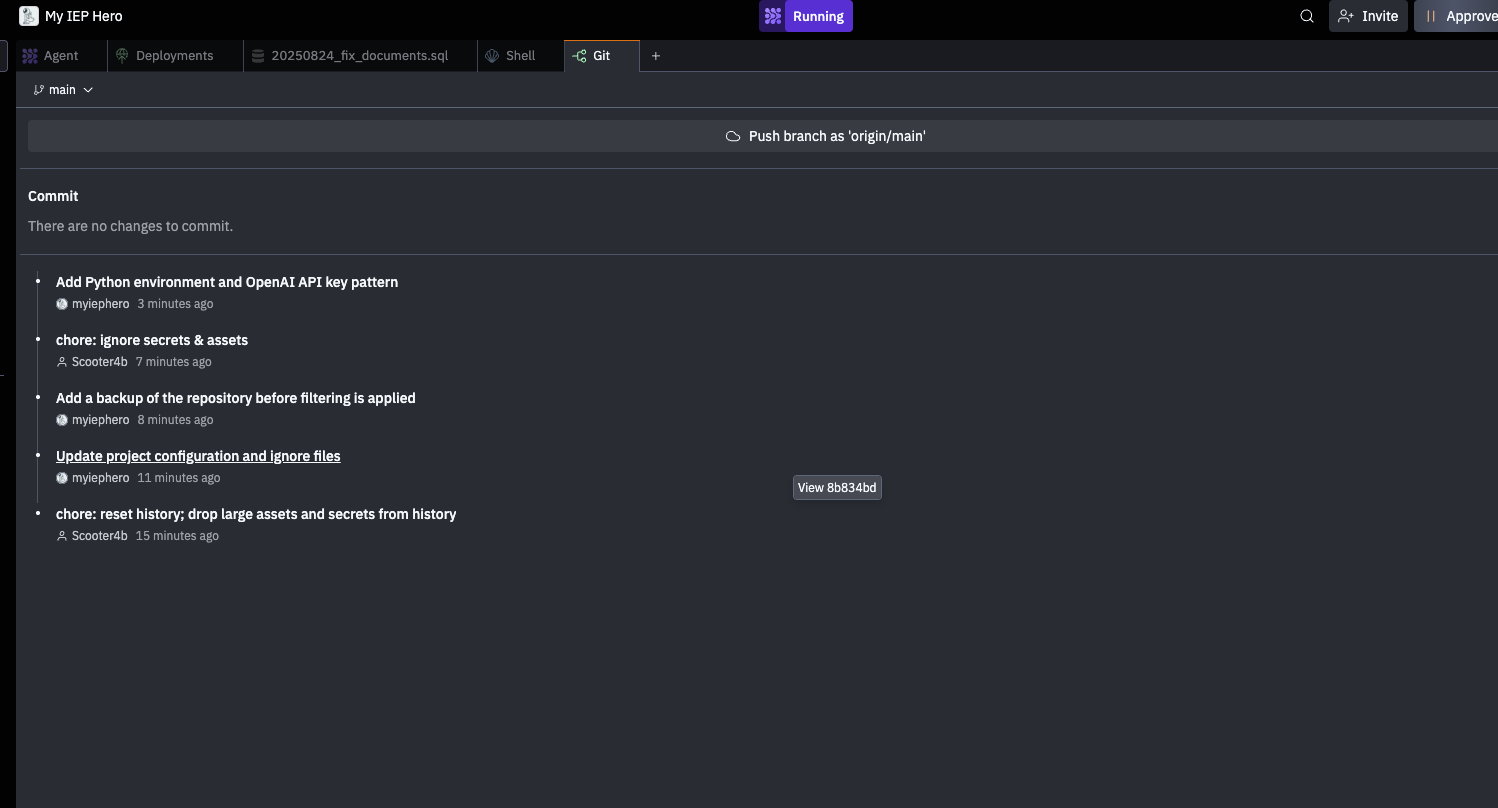 My IEP Hero
Running
Invite
Approve
Agent
Deployments
20250824_fix_documents.sql
Shell
Git
+
main
Push branch as 'origin/main'
Commit
There are no changes to commit.
Add Python environment and OpenAI API key pattern
myiephero 3 minutes ago
chore: ignore secrets & assets
Scooter4b 7 minutes ago
Add a backup of the repository before filtering is applied
myiephero 8 minutes ago
Update project configuration and ignore files
myiephero 11 minutes ago
View 8b834bd
chore: reset history; drop large assets and secrets from history
Scooter4b 15 minutes ago